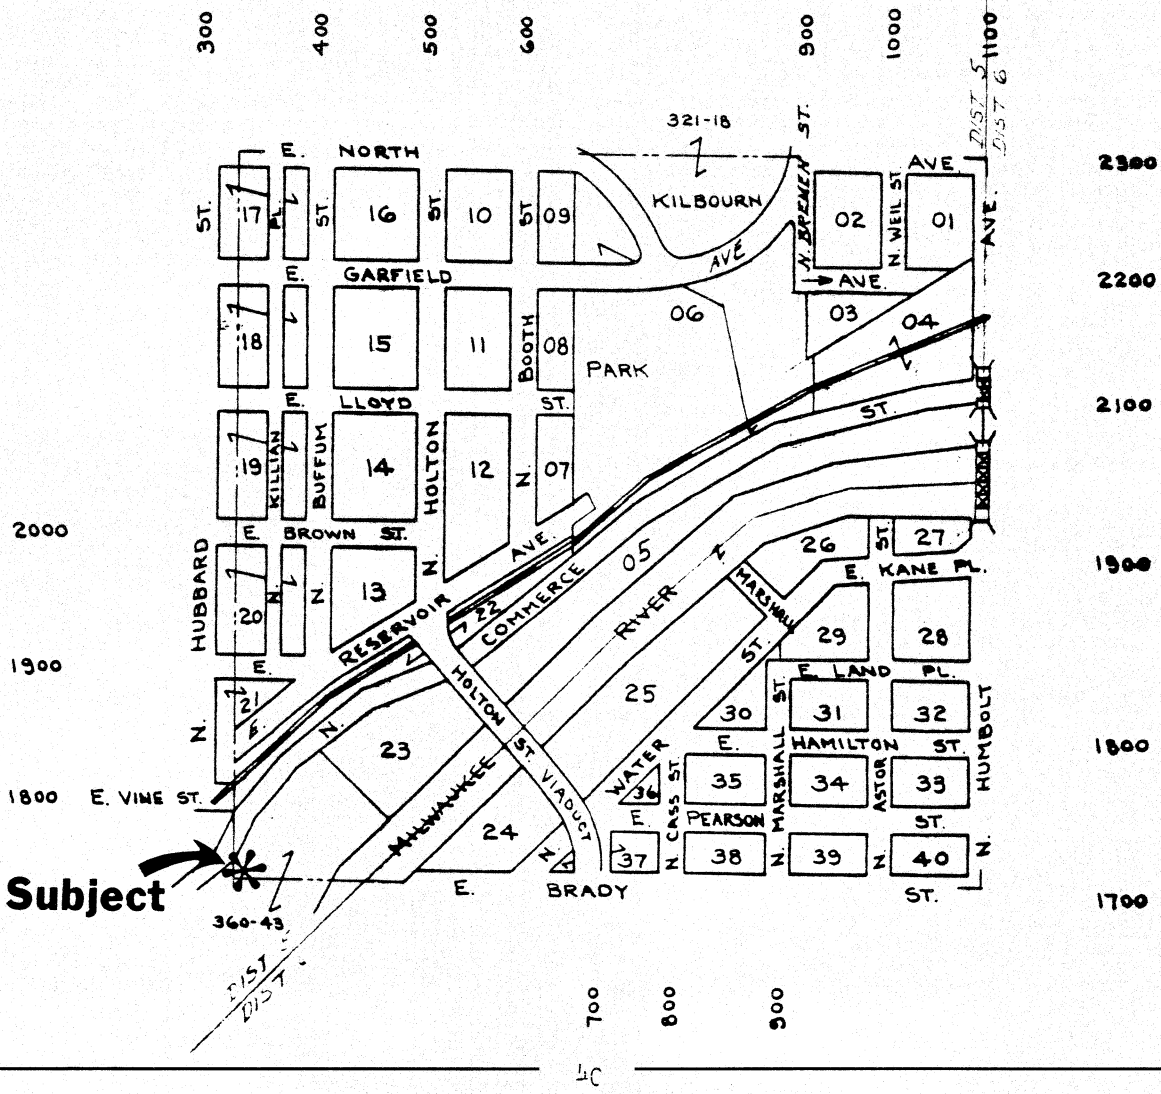 300
400
500
600
900
1000
1100
DIST 5
DIST 6
321-18
E. NORTH AVE.
2300
KILBOURN
N. BREMEN ST.
N. WEIL ST.
AVE.
ST.
17
PL.
ST.
16
ST.
10
ST.
09
02
01
E. GARFIELD AVE
AVE.
2200
06
03
04
18
15
11
BOOTH
08
PARK
E. LLOYD ST.
ST.
2100
19
KILLIAN
BUFFUM
14
HOLTON
12
N.
07
2000
E. BROWN ST.
AVE.
05
26
ST.
27
1900
HUBBARD
N.
N
13
N.
20
RESERVOIR
22
COMMERCE
N
MARSHALL
ST.
E. KANE PL.
RIVER
29
28
1900
E.
E. LAND PL.
21
E.
N.
N.
HOLTON ST. VIADUCT
25
30
ST.
31
32
HUMBOLT
23
E. HAMILTON ST.
1800
WATER
MARSHALL
35
34
ASTOR
33
36
CASS ST.
1800
E. VINE ST.
MILWAUKEE
24
E. PEARSON ST.
N.
37
N
38
N.
39
N.
40
N.
Subject
E. BRADY ST.
1700
360-43
DIST 5
DIST
700
800
900